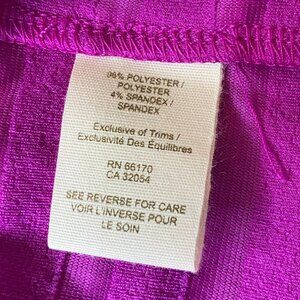 96% POLYESTER /
POLYESTER
4% SPANDEX /
SPANDEX
Exclusive of Trims /
Exclusivité Des Équilibres
RN 66170
CA 32054
SEE REVERSE FOR CARE
VOIR L'INVERSE POUR
LE SOIN